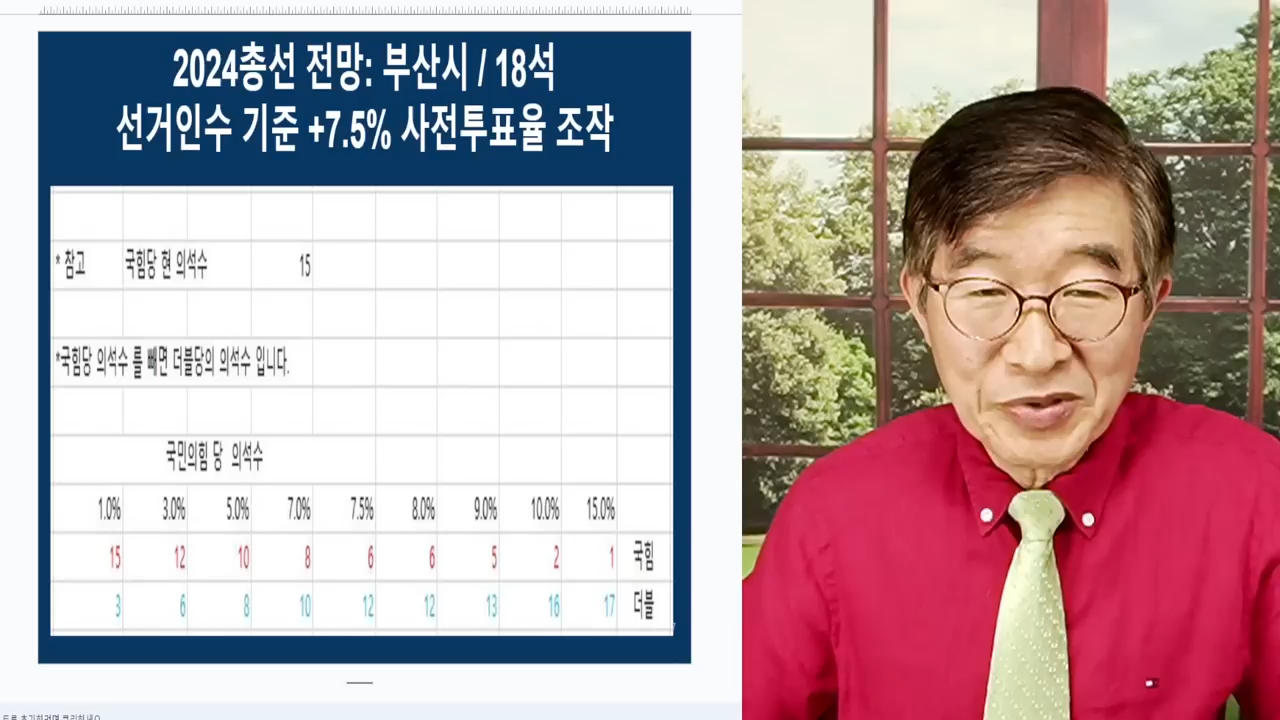 2024총선 전망: 부산시 / 18석
선거인수 기준 +7.5% 사전투표율 조작
* 참고 국힘당 현 의석수 15
*국힘당 의석수 를 빼면 더블당의 의석수 입니다.
국민의힘 당 의석수
1.0% 3.0% 5.0% 7.0% 7.5% 8.0% 9.0% 10.0% 15.0%
15 12 10 8 6 6 5 2 1 국힘
3 6 8 10 12 12 13 16 17 더블